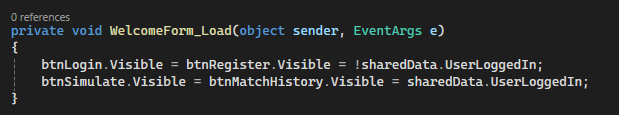 0 references
private void WelcomeForm_Load(object sender, EventArgs e)
{
btnLogin.Visible = btnRegister.Visible = !sharedData.UserLoggedIn;
btnSimulate.Visible = btnMatchHistory.Visible = sharedData.UserLoggedIn;
}